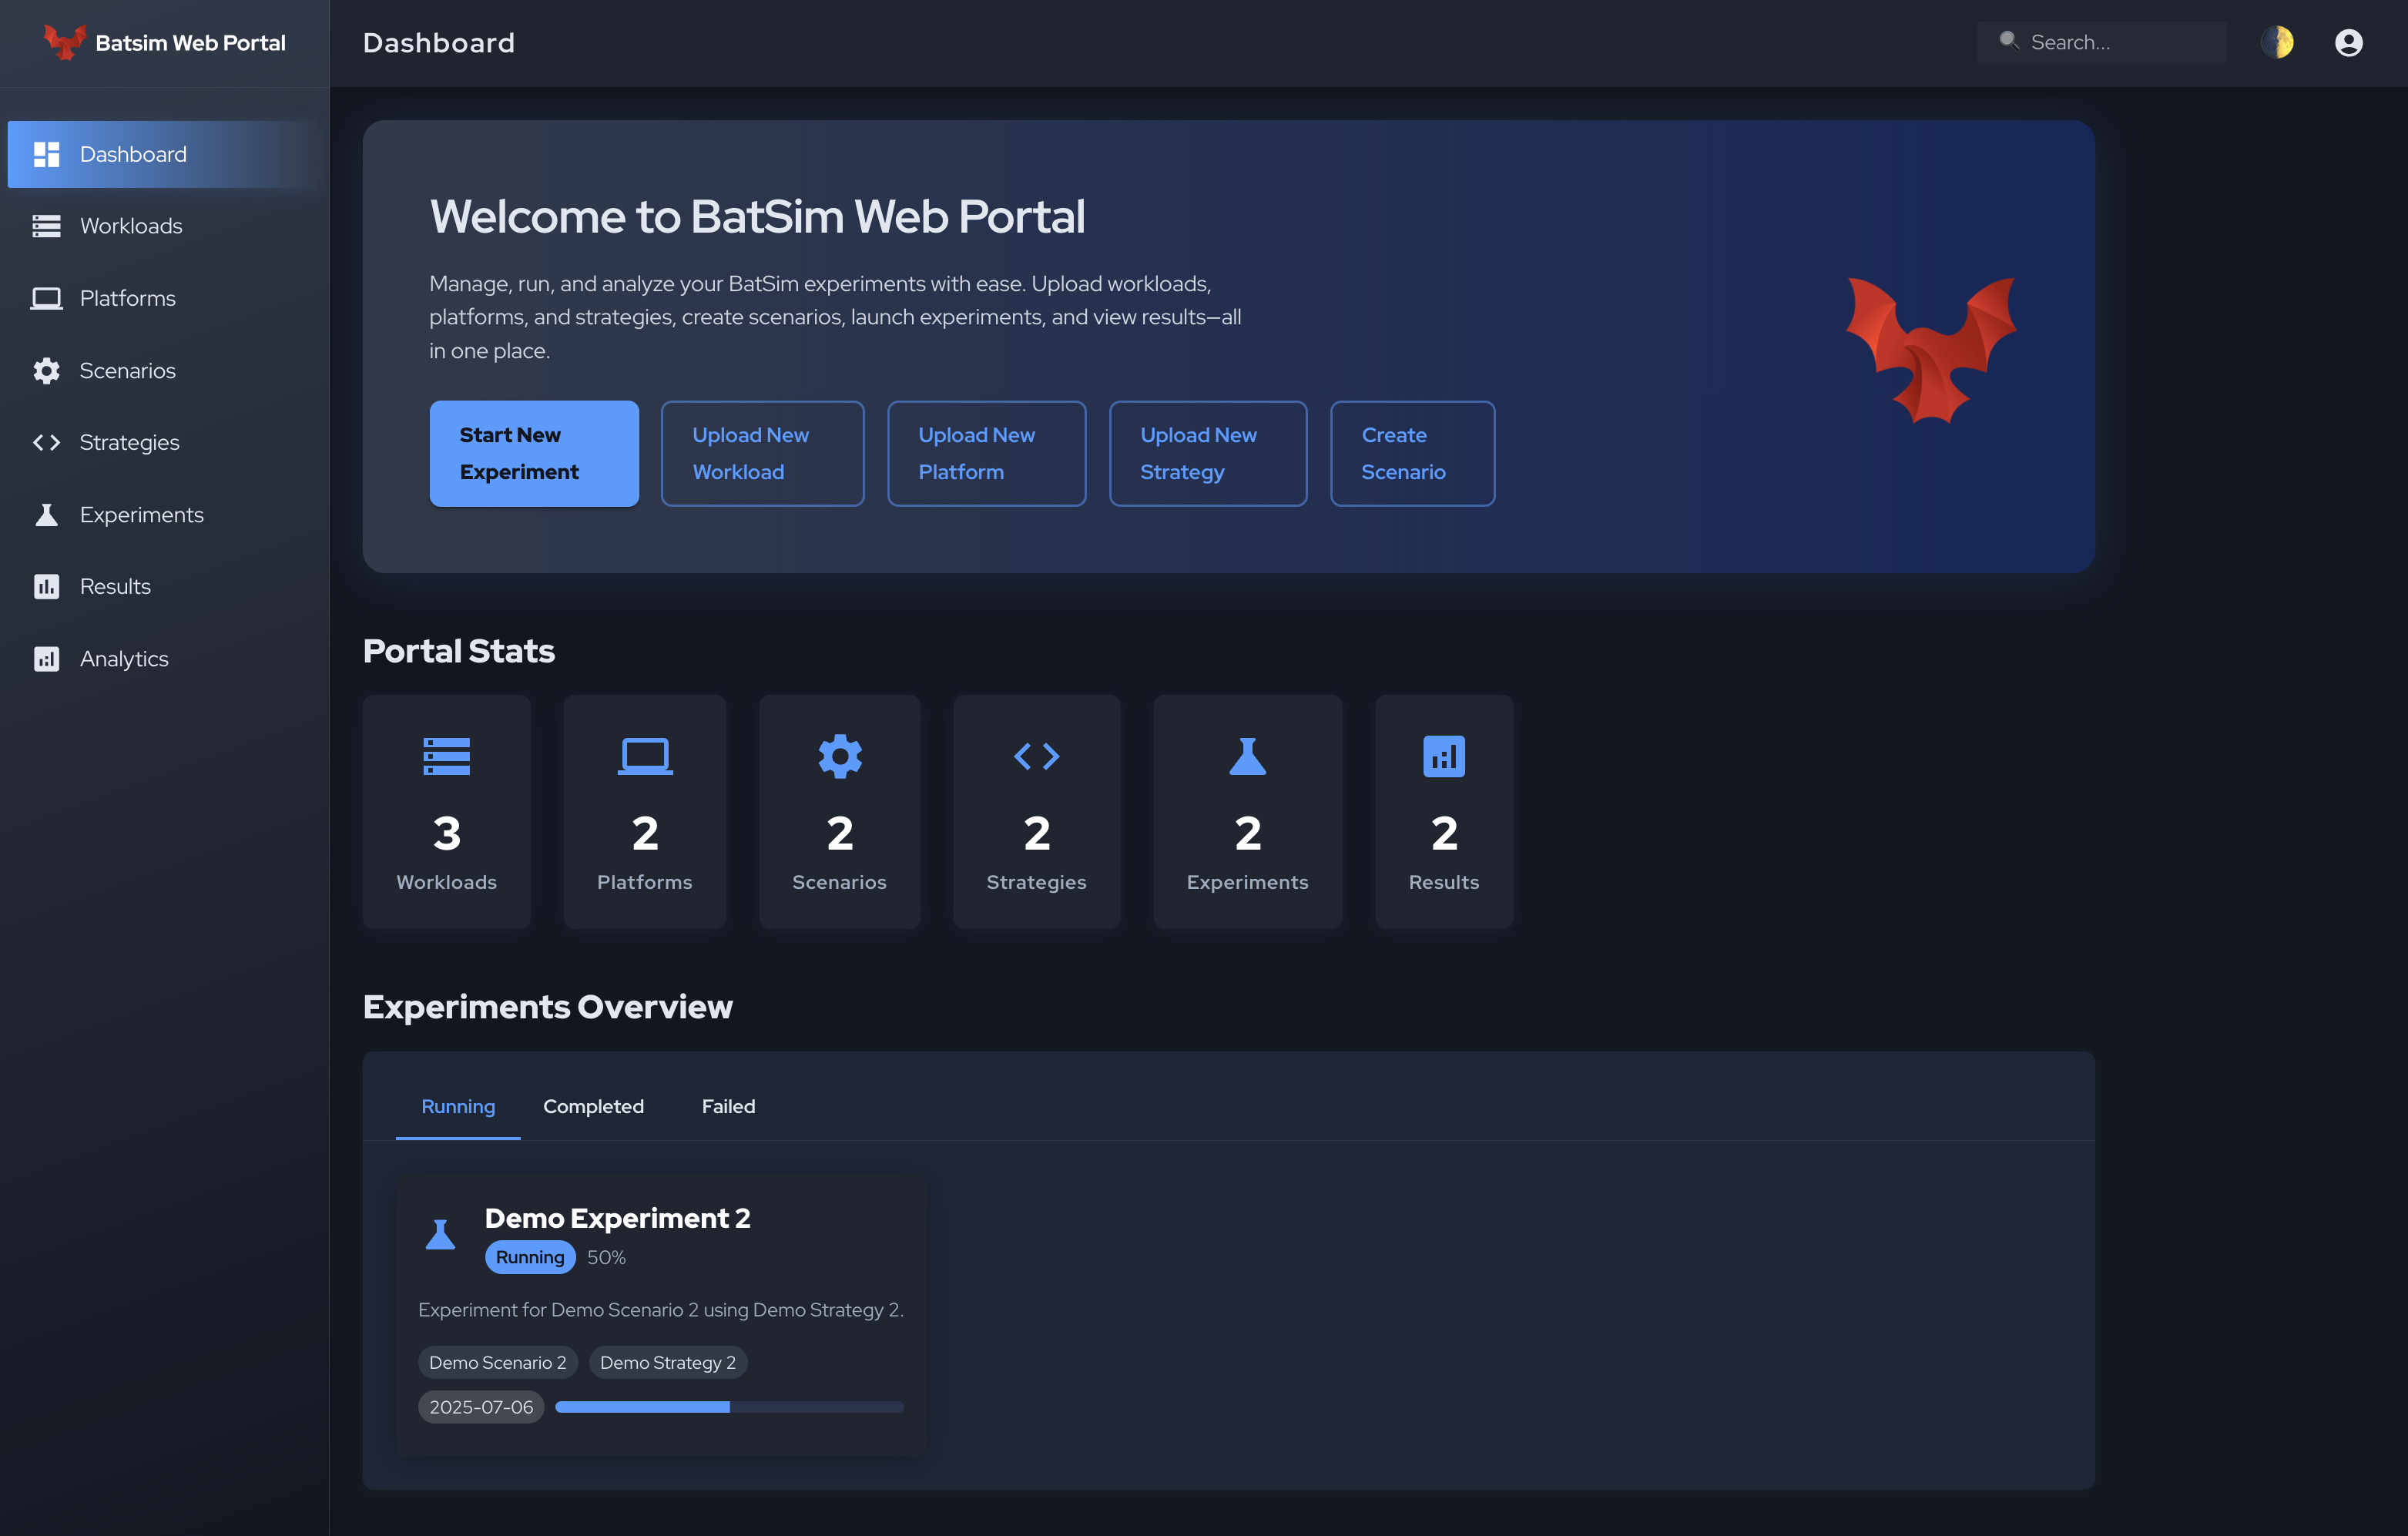 Batsim Web Portal
Dashboard
Search...
Dashboard
Workloads
Platforms
Scenarios
Strategies
Experiments
Results
Analytics
Welcome to BatSim Web Portal
Manage, run, and analyze your BatSim experiments with ease. Upload workloads,
platforms, and strategies, create scenarios, launch experiments, and view results—all
in one place.
Start New
Experiment
Upload New
Workload
Upload New
Platform
Upload New
Strategy
Create
Scenario
Portal Stats
3
Workloads
2
Platforms
2
Scenarios
2
Strategies
2
Experiments
2
Results
Experiments Overview
Running
Completed
Failed
Demo Experiment 2
Running 50%
Experiment for Demo Scenario 2 using Demo Strategy 2.
Demo Scenario 2 Demo Strategy 2
2025-07-06